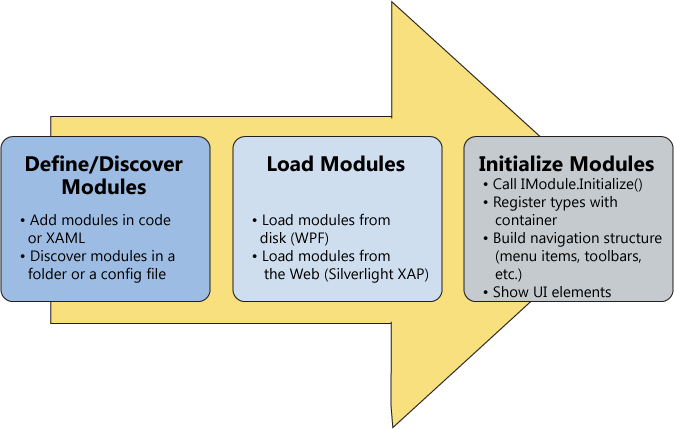 Define/Discover
Modules
• Add modules in code
or XAML
• Discover modules in a
folder or a config file
Load Modules
• Load modules from
disk (WPF)
• Load modules from
the Web (Silverlight XAP)
Initialize Modules
• Call IModule.Initialize()
• Register types with
container
• Build navigation structure
(menu items, toolbars,
etc.)
• Show UI elements